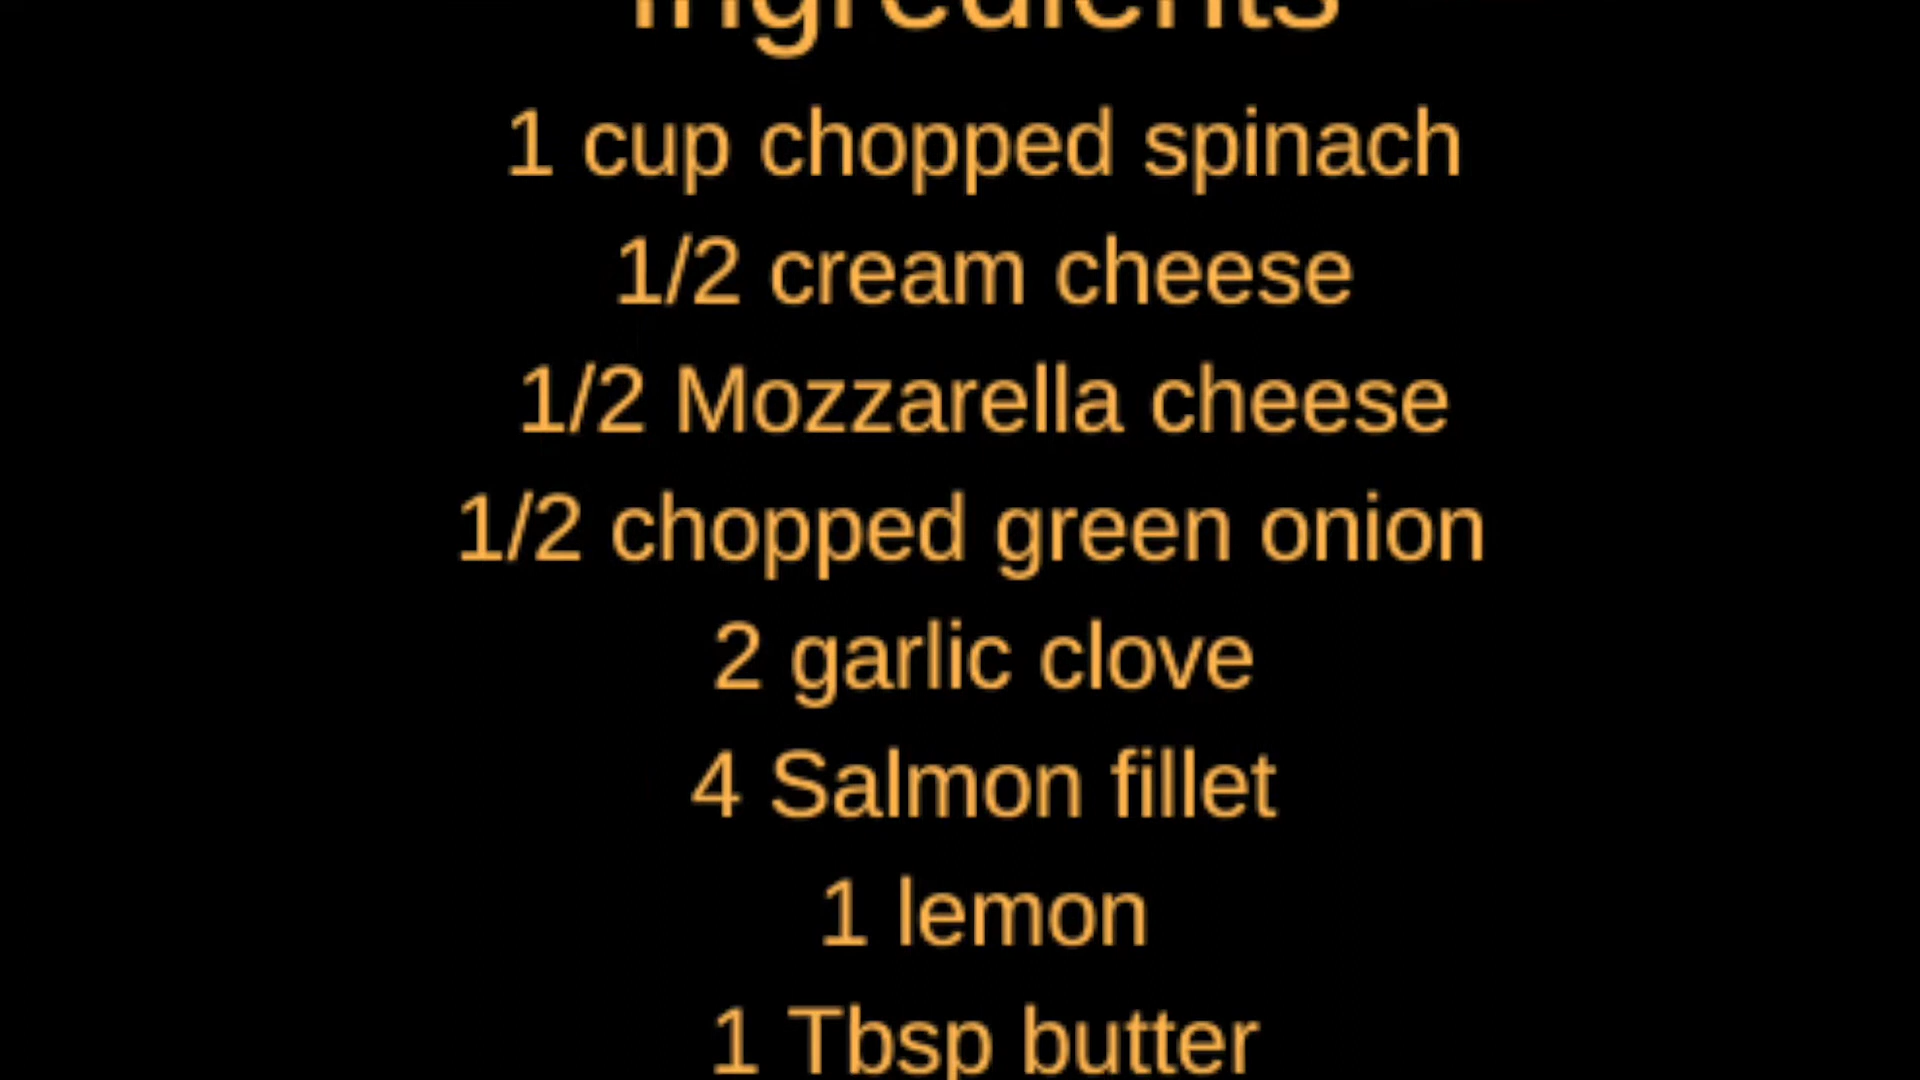 Ingredients
1 cup chopped spinach
1/2 cream cheese
1/2 Mozzarella cheese
1/2 chopped green onion
2 garlic clove
4 Salmon fillet
1 lemon
1 Tbsp butter